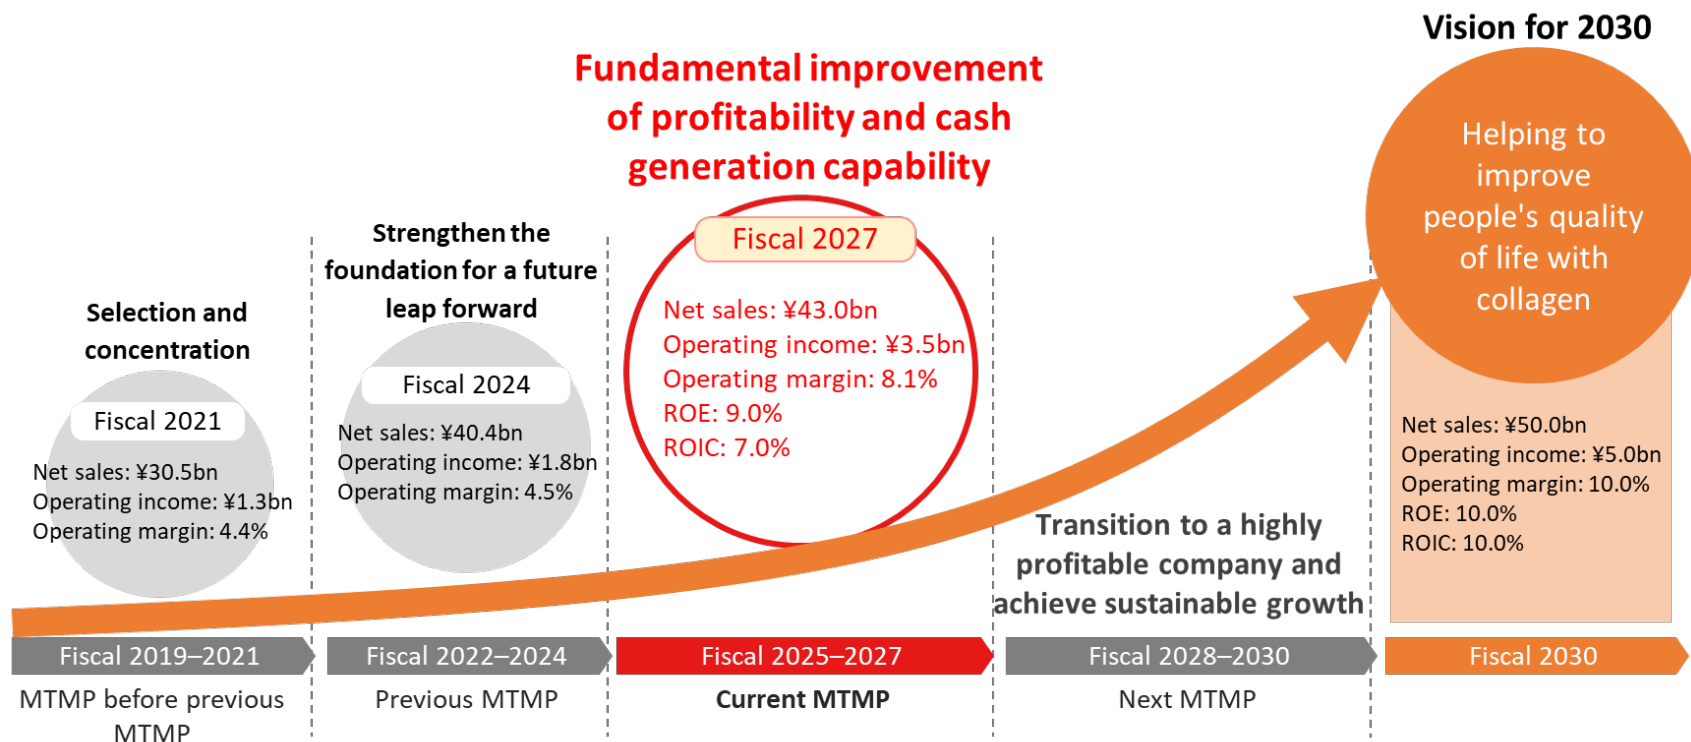 Vision for 2030
Helping to
improve
people's quality
of life with
collagen
Fundamental improvement
of profitability and cash
generation capability
Fiscal 2027
Net sales: ¥43.0bn
Operating income: ¥3.5bn
Operating margin: 8.1%
ROE: 9.0%
ROIC: 7.0%
Strengthen the
foundation for a future
leap forward
Fiscal 2024
Net sales: ¥40.4bn
Operating income: ¥1.8bn
Operating margin: 4.5%
Selection and
concentration
Fiscal 2021
Net sales: ¥30.5bn
Operating income: ¥1.3bn
Operating margin: 4.4%
Net sales: ¥50.0bn
Operating income: ¥5.0bn
Operating margin: 10.0%
ROE: 10.0%
ROIC: 10.0%
Transition to a highly
profitable company and
achieve sustainable growth
Fiscal 2019–2021
Fiscal 2022–2024
Fiscal 2025–2027
Fiscal 2028–2030
Fiscal 2030
MTMP before previous
MTMP
Previous MTMP
Current MTMP
Next MTMP